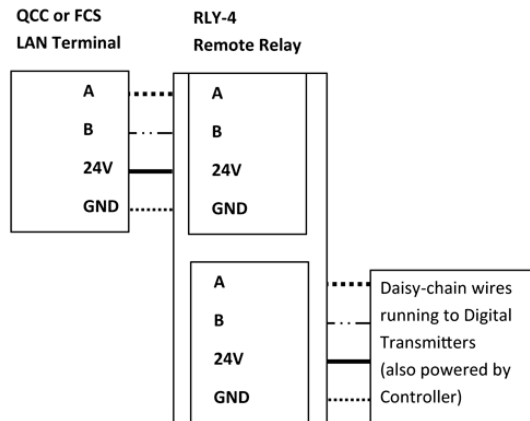 QCC or FCS
LAN Terminal
RLY-4
Remote Relay
A
B
24V
GND
A
B
24V
GND
A
B
24V
GND
Daisy-chain wires
running to Digital
Transmitters
(also powered by
Controller)